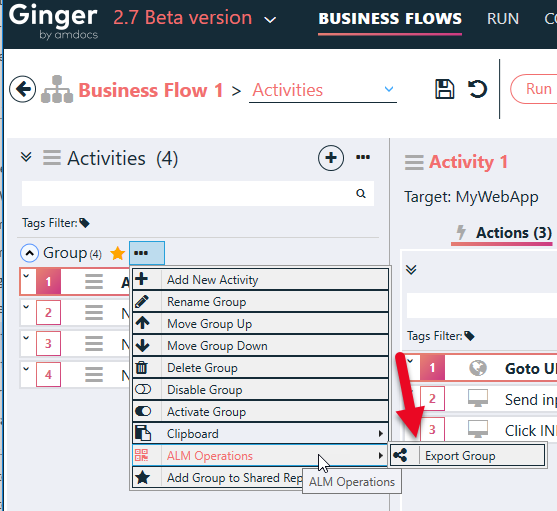 Ginger
by amdocs
2.7 Beta version
BUSINESS FLOWS
RUN
CO
Business Flow 1 >
Activities
Run
Activities (4)
Activity 1
Target: MyWebApp
Tags Filter:
Actions (3)
Group(4)
1
A
2
N
3
N
4
N
Add New Activity
Rename Group
Move Group Up
Move Group Down
Delete Group
Disable Group
Activate Group
Clipboard
ALM Operations
Add Group to Shared Rep
ALM Operations
Export Group
Tags Filter:
1
Goto U
2
Send inp
3
Click IN